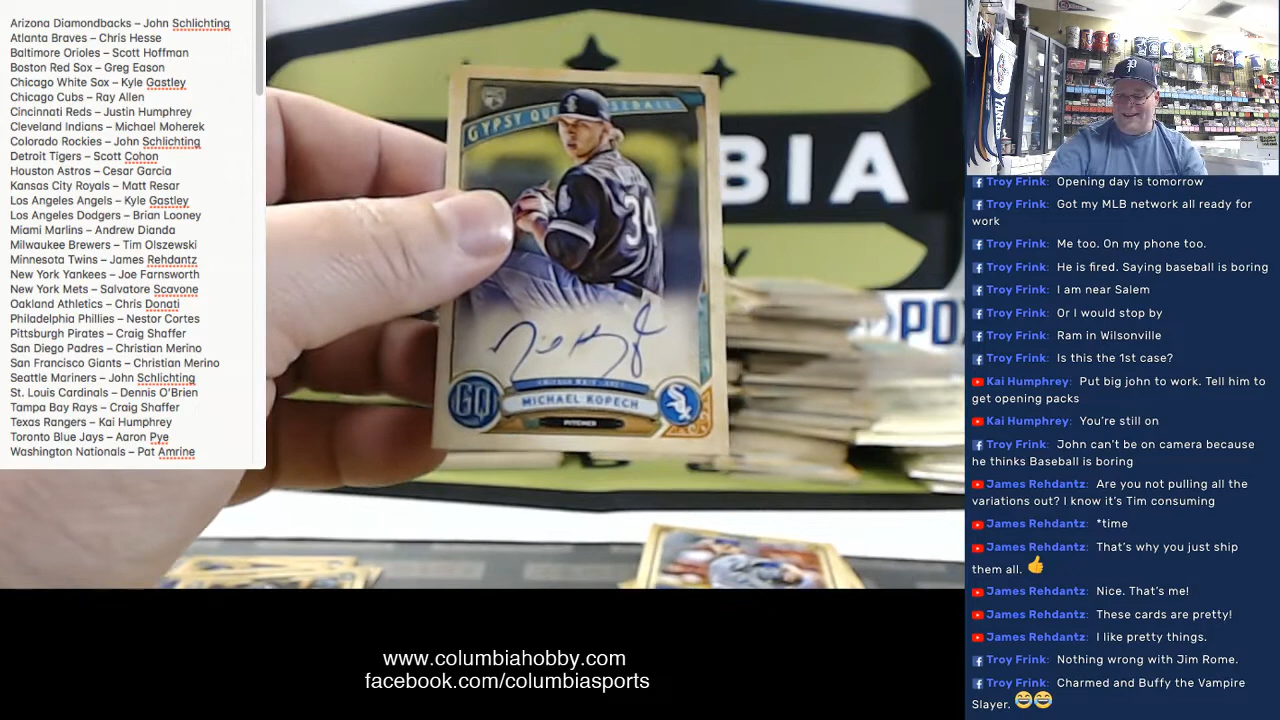 Arizona Diamondbacks – John Schlichting
Atlanta Braves – Chris Hesse
Baltimore Orioles – Scott Hoffman
Boston Red Sox – Greg Eason
Chicago White Sox – Kyle Gastley
Chicago Cubs – Ray Allen
Cincinnati Reds – Justin Humphrey
Cleveland Indians – Michael Moherek
Colorado Rockies – John Schlichting
Detroit Tigers – Scott Cohon
Houston Astros – Cesar Garcia
Kansas City Royals – Matt Resar
Los Angeles Angels – Kyle Gastley
Los Angeles Dodgers – Brian Looney
Miami Marlins – Andrew Dianda
Milwaukee Brewers – Tim Olszewski
Minnesota Twins – James Rehdantz
New York Yankees – Joe Farnsworth
New York Mets – Salvatore Scavone
Oakland Athletics – Chris Donati
Philadelphia Phillies – Nestor Cortes
Pittsburgh Pirates – Craig Shaffer
San Diego Padres – Christian Merino
San Francisco Giants – Christian Merino
Seattle Mariners – John Schlichting
St. Louis Cardinals – Dennis O'Brien
Tampa Bay Rays – Craig Shaffer
Texas Rangers – Kai Humphrey
Toronto Blue Jays – Aaron Pye
Washington Nationals – Pat Amrine
GYPSY QU
SEBALL
34
GQ
MICHAEL KOPECH
PITCHER
BIA
PO
www.columbiahobby.com
facebook.com/columbiasports
Troy Frink: Opening day is tomorrow
Troy Frink: Got my MLB network all ready for
work
Troy Frink: Me too. On my phone too.
Troy Frink: He is fired. Saying baseball is boring
Troy Frink: I am near Salem
Troy Frink: Or I would stop by
Troy Frink: Ram in Wilsonville
Troy Frink: Is this the 1st case?
Kai Humphrey: Put big john to work. Tell him to
get opening packs
Kai Humphrey: You're still on
Troy Frink: John can't be on camera because
he thinks Baseball is boring
James Rehdantz: Are you not pulling all the
variations out? I know it's Tim consuming
James Rehdantz: *time
James Rehdantz: That's why you just ship
them all. 👍
James Rehdantz: Nice. That's me!
James Rehdantz: These cards are pretty!
James Rehdantz: I like pretty things.
Troy Frink: Nothing wrong with Jim Rome.
Troy Frink: Charmed and Buffy the Vampire
Slayer. 😂😂